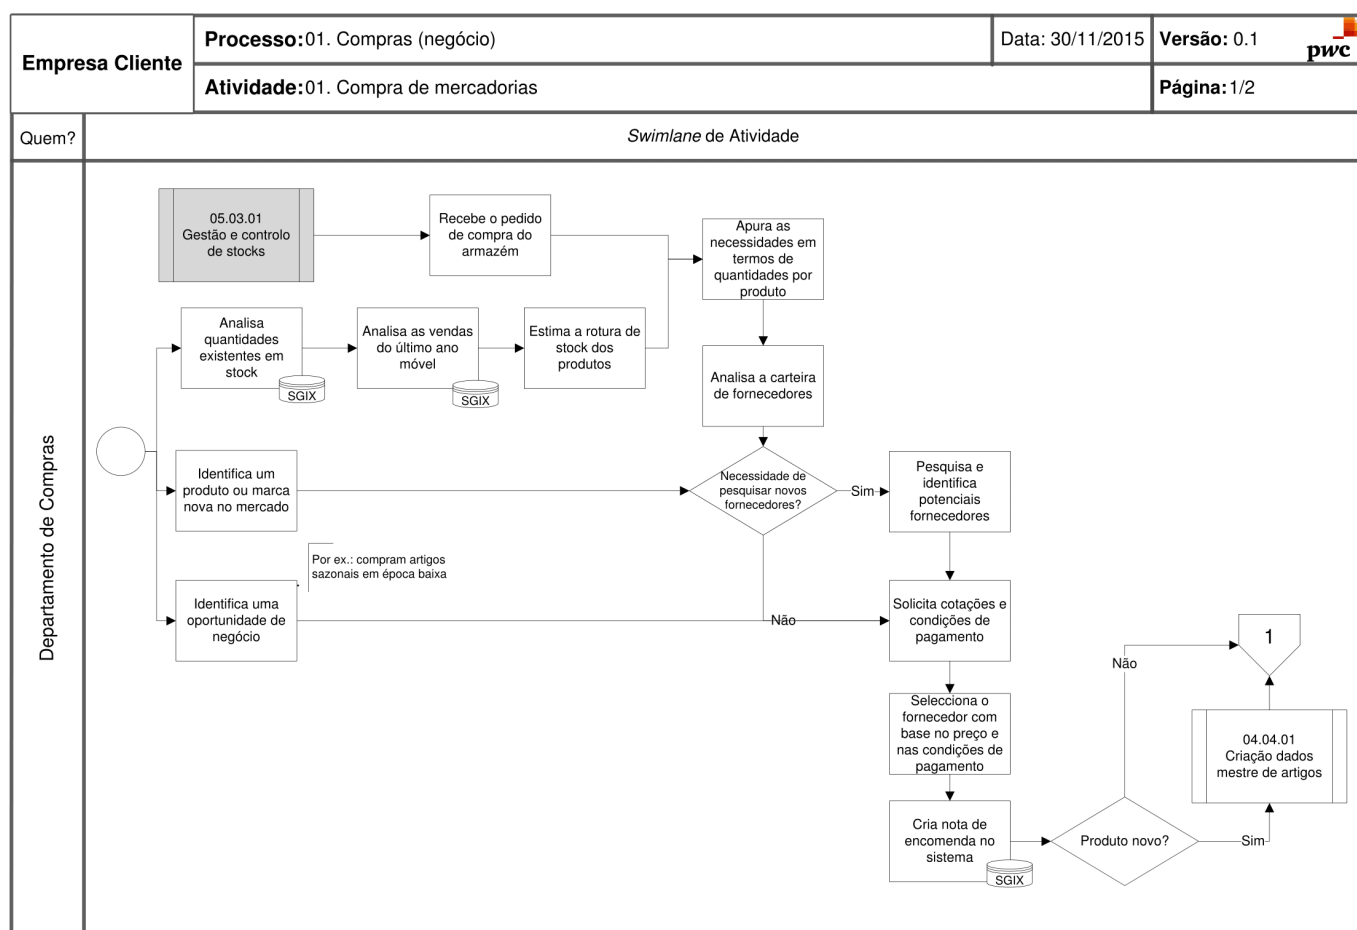 Empresa Cliente
Processo: 01. Compras (negócio)
Data: 30/11/2015
Versão: 0.1
pwc
Atividade: 01. Compra de mercadorias
Página: 1/2
Quem?
Swimlane de Atividade
Departamento de Compras
05.03.01
Gestão e controlo
de stocks
Recebe o pedido
de compra do
armazém
Apura as
necessidades em
termos de
quantidades por
produto
Analisa
quantidades
existentes em
stock
SGIX
Analisa as vendas
do último ano
móvel
SGIX
Estima a rotura de
stock dos
produtos
Analisa a carteira
de fornecedores
Identifica um
produto ou marca
nova no mercado
Necessidade de
pesquisar novos
fornecedores?
Sim
Pesquisa e
identifica
potenciais
fornecedores
Por ex.: compram artigos
sazonais em época baixa
Identifica uma
oportunidade de
negócio
Não
Solicita cotações e
condições de
pagamento
Selecciona o
fornecedor com
base no preço e
nas condições de
pagamento
Cria nota de
encomenda no
sistema
SGIX
Produto novo?
Não
Sim
04.04.01
Criação dados
mestre de artigos
1